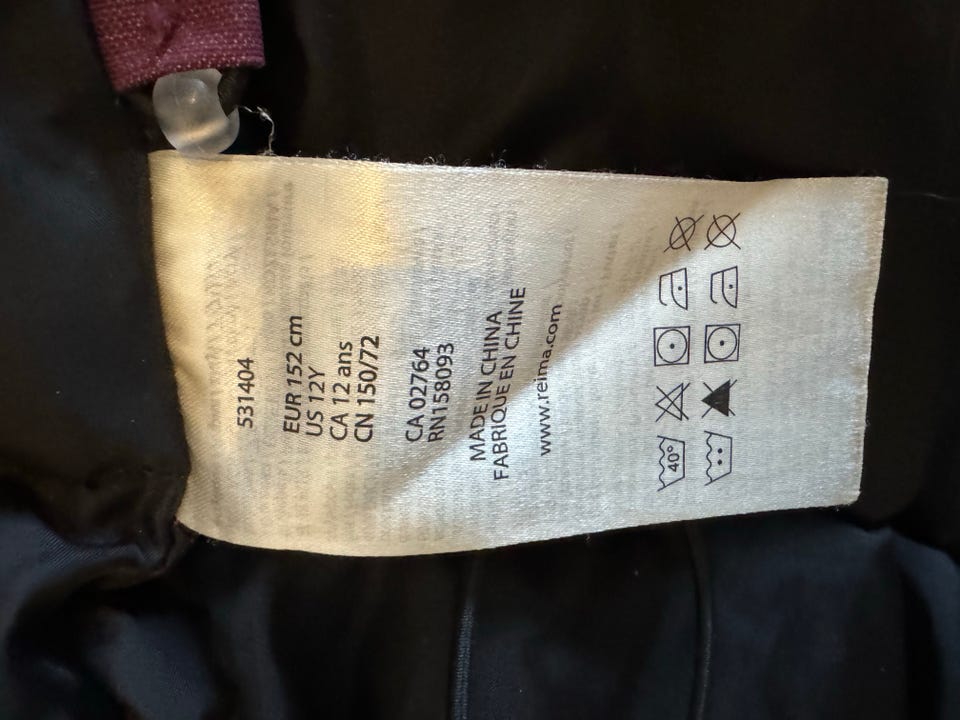 531404
EUR 152 cm
US 12Y
CA 12 ans
CN 150/72
CA 02764
RN158093
MADE IN CHINA
FABRIQUE EN CHINE
www.reima.com
40°